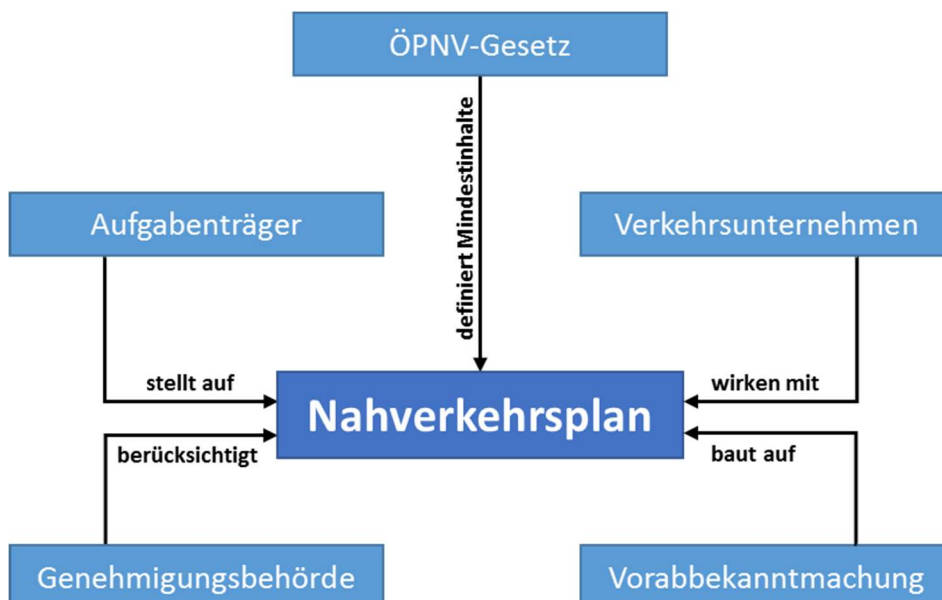 ÖPNV-Gesetz
definiert Mindestinhalte
Aufgabenträger
Verkehrsunternehmen
stellt auf
wirken mit
Nahverkehrsplan
berücksichtigt
baut auf
Genehmigungsbehörde
Vorabbekanntmachung